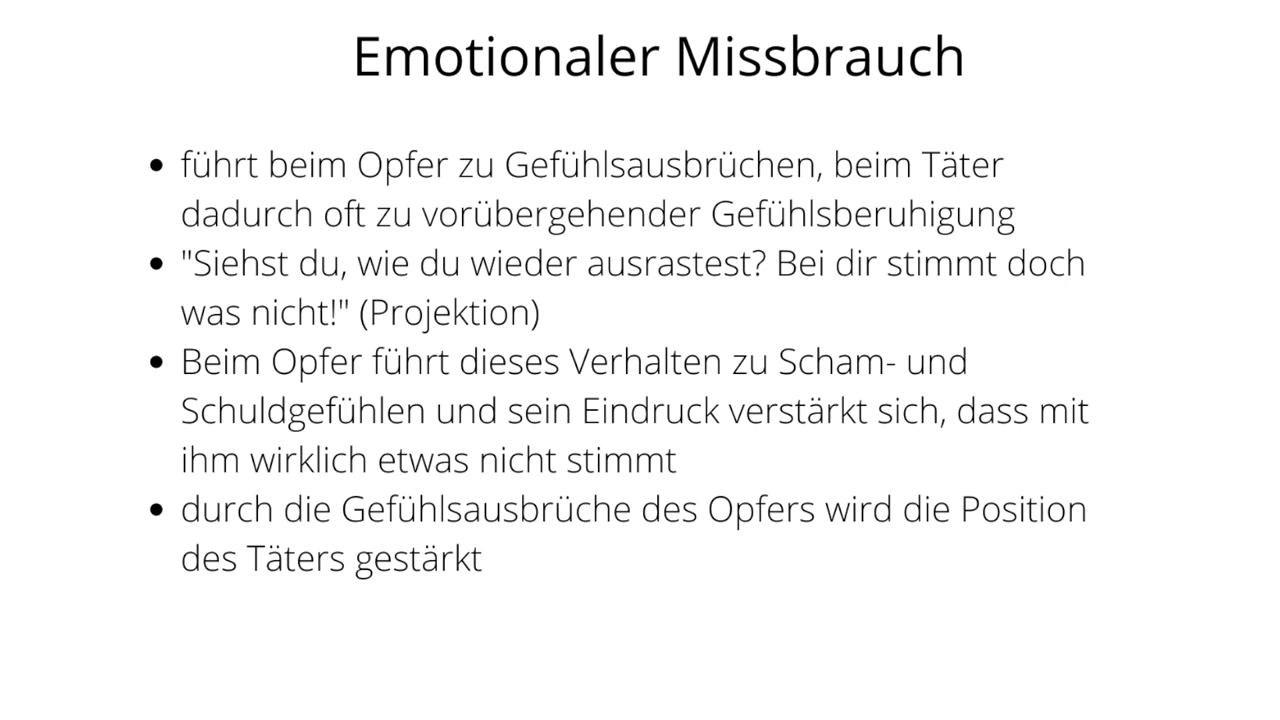 Emotionaler Missbrauch
• führt beim Opfer zu Gefühlsausbrüchen, beim Täter
dadurch oft zu vorübergehender Gefühlsberuhigung
• "Siehst du, wie du wieder ausrastest? Bei dir stimmt doch
was nicht!" (Projektion)
• Beim Opfer führt dieses Verhalten zu Scham- und
Schuldgefühlen und sein Eindruck verstärkt sich, dass mit
ihm wirklich etwas nicht stimmt
• durch die Gefühlsausbrüche des Opfers wird die Position
des Täters gestärkt